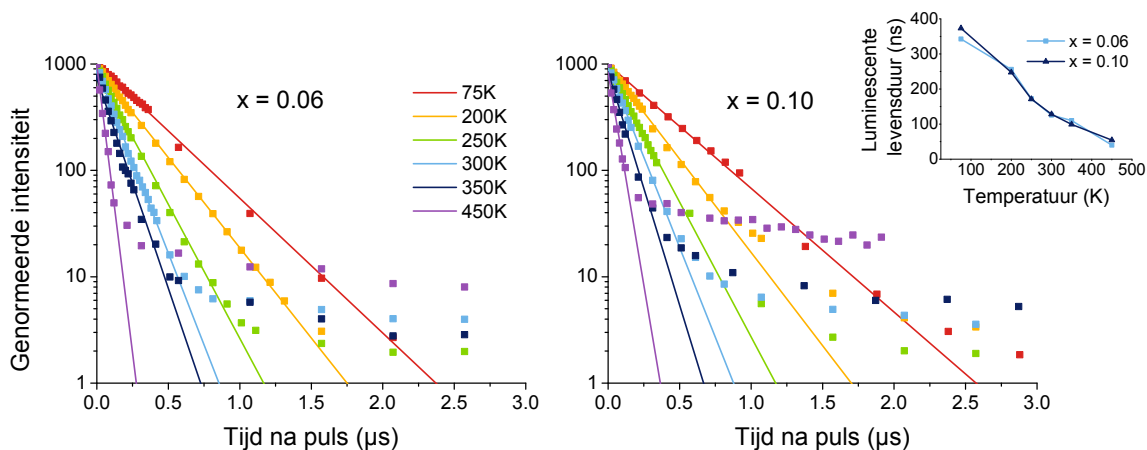 Genormeerde intensiteit
1000
100
10
1
x = 0.06
75K
200K
250K
300K
350K
450K
0.0 0.5 1.0 1.5 2.0 2.5 3.0
Tijd na puls (µs)
1000
100
10
1
x = 0.10
0.0 0.5 1.0 1.5 2.0 2.5 3.0
Tijd na puls (µs)
Luminescente
levensduur (ns)
400
300
200
100
0
x = 0.06
x = 0.10
100 200 300 400 500
Temperatuur (K)